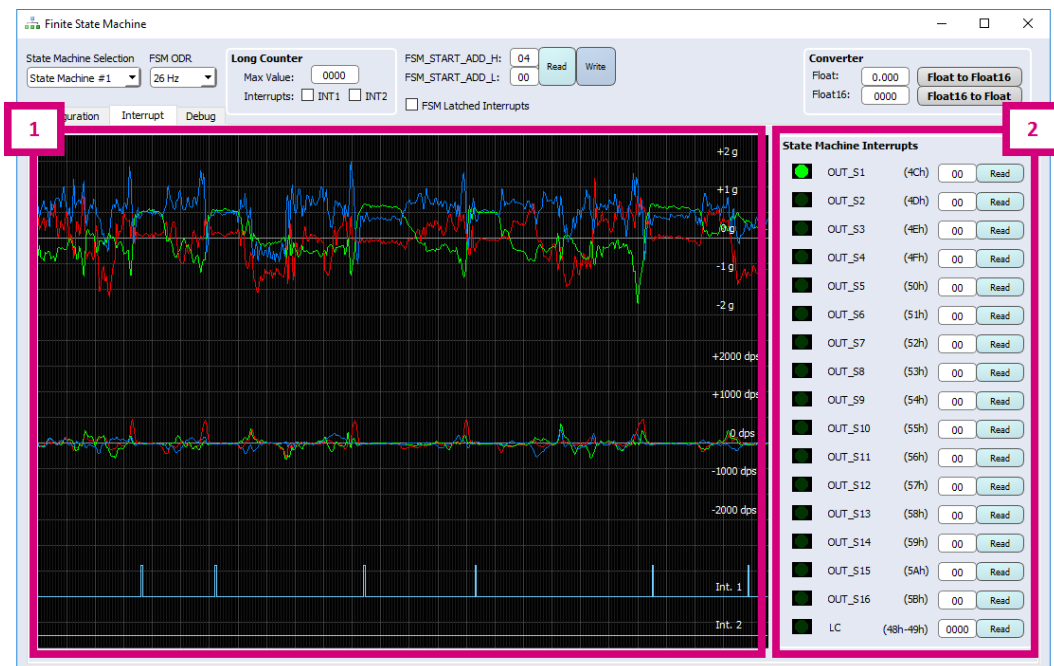 Finite State Machine
State Machine Selection FSM ODR
State Machine #1 26 Hz
Long Counter
Max Value: 0000
Interrupts: INT1 INT2
FSM_START_ADD_H: 04
FSM_START_ADD_L: 00
Read Write
FSM Latched Interrupts
Converter
Float: 0.000 Float to Float16
Float16: 0000 Float16 to Float
uration Interrupt Debug
1
2
+2 g
+1 g
0 g
-1 g
-2 g
+2000 dps
+1000 dps
0 dps
-1000 dps
-2000 dps
Int. 1
Int. 2
State Machine Interrupts
OUT_S1 (4Ch) 00 Read
OUT_S2 (4Dh) 00 Read
OUT_S3 (4Eh) 00 Read
OUT_S4 (4Fh) 00 Read
OUT_S5 (50h) 00 Read
OUT_S6 (51h) 00 Read
OUT_S7 (52h) 00 Read
OUT_S8 (53h) 00 Read
OUT_S9 (54h) 00 Read
OUT_S10 (55h) 00 Read
OUT_S11 (56h) 00 Read
OUT_S12 (57h) 00 Read
OUT_S13 (58h) 00 Read
OUT_S14 (59h) 00 Read
OUT_S15 (5Ah) 00 Read
OUT_S16 (5Bh) 00 Read
LC (48h-49h) 0000 Read